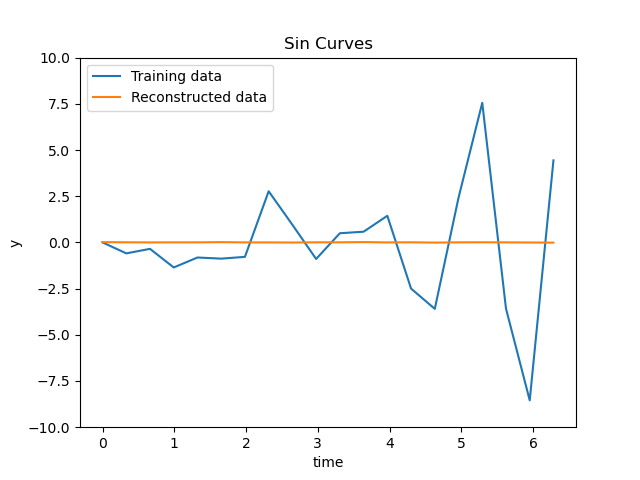 Sin Curves
Training data
Reconstructed data
10.0
7.5
5.0
2.5
0.0
−2.5
−5.0
−7.5
−10.0
y
0 1 2 3 4 5 6
time